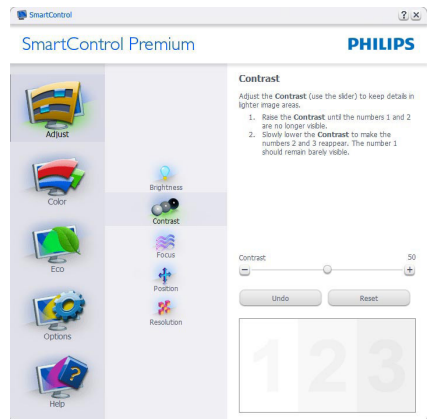 SmartControl
SmartControl Premium
PHILIPS
Adjust
Color
Eco
Options
Help
Brightness
Contrast
Focus
Position
Resolution
Contrast
Adjust the Contrast (use the slider) to keep details in
lighter image areas.
1. Raise the Contrast until the numbers 1 and 2
are no longer visible.
2. Slowly lower the Contrast to make the
numbers 2 and 3 reappear. The number 1
should remain barely visible.
Contrast 50
Undo Reset
1 2 3